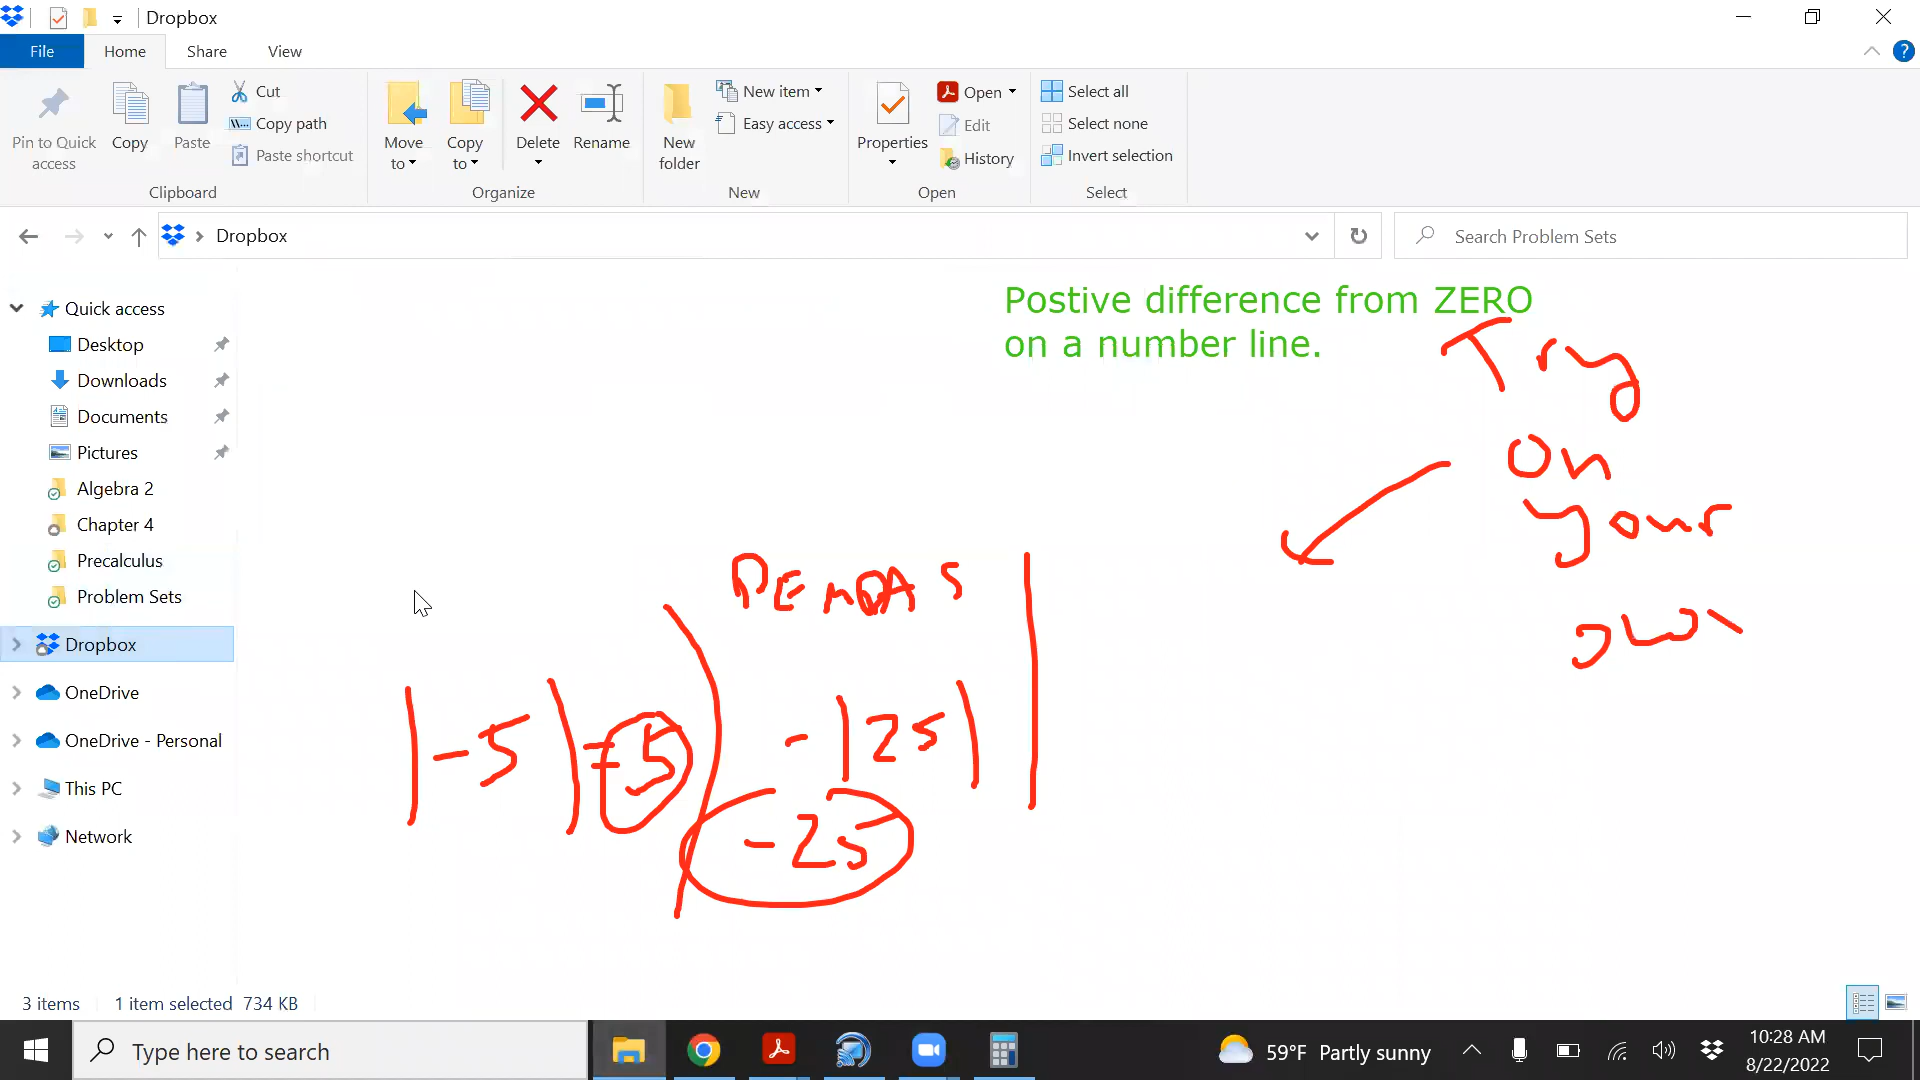 Dropbox
File Home Share View
Pin to Quick access
Copy
Paste
Cut
Copy path
Paste shortcut
Clipboard
Move to
Copy to
Delete
Rename
Organize
New folder
New item
Easy access
New
Properties
Open
Edit
History
Open
Select all
Select none
Invert selection
Select
Dropbox
Search Problem Sets
Quick access
Desktop
Downloads
Documents
Pictures
Algebra 2
Chapter 4
Precalculus
Problem Sets
Dropbox
OneDrive
OneDrive - Personal
This PC
Network
Postive difference from ZERO
on a number line.
Try
On
your
own
PEMDAS
|-5| = 5
-|25|
-25
3 items 1 item selected 734 KB
Type here to search
59°F Partly sunny
10:28 AM
8/22/2022